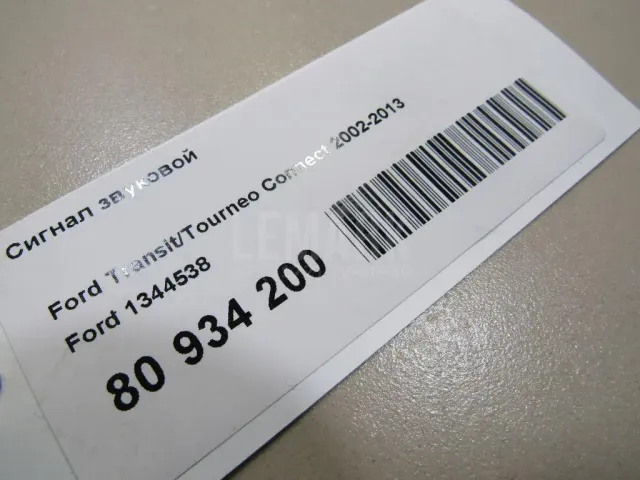 Сигнал звуковой
Ford Transit/Tourneo Connect 2002-2013
Ford 1344538
80 934 200